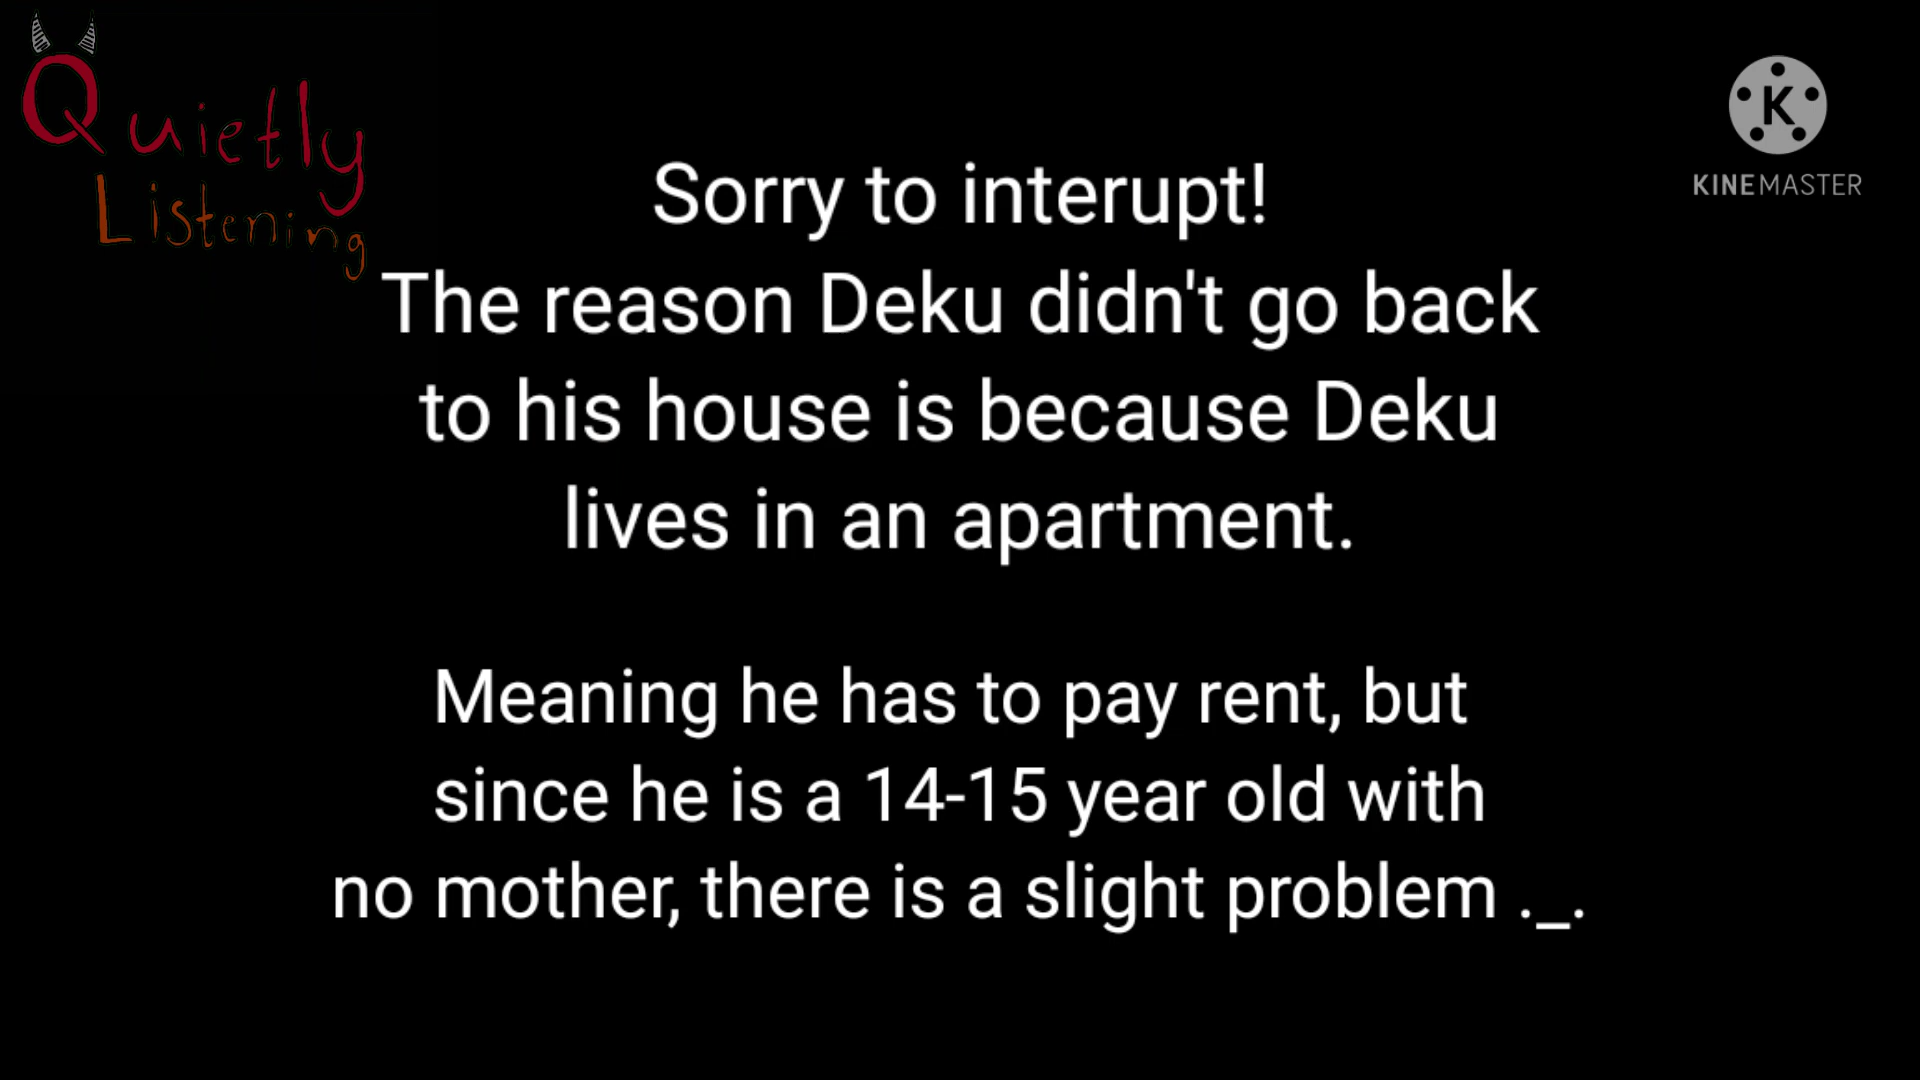 Quietly
Listening
K
KINEMASTER
Sorry to interupt!
The reason Deku didn't go back
to his house is because Deku
lives in an apartment.
Meaning he has to pay rent, but
since he is a 14-15 year old with
no mother, there is a slight problem ._.